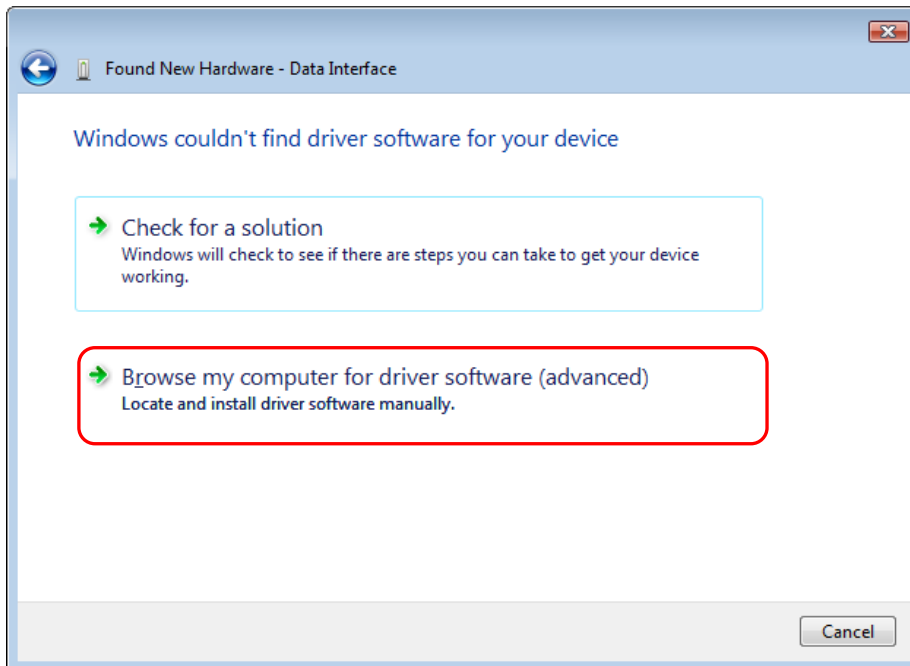 Found New Hardware - Data Interface
Windows couldn't find driver software for your device
Check for a solution
Windows will check to see if there are steps you can take to get your device
working.
Browse my computer for driver software (advanced)
Locate and install driver software manually.
Cancel